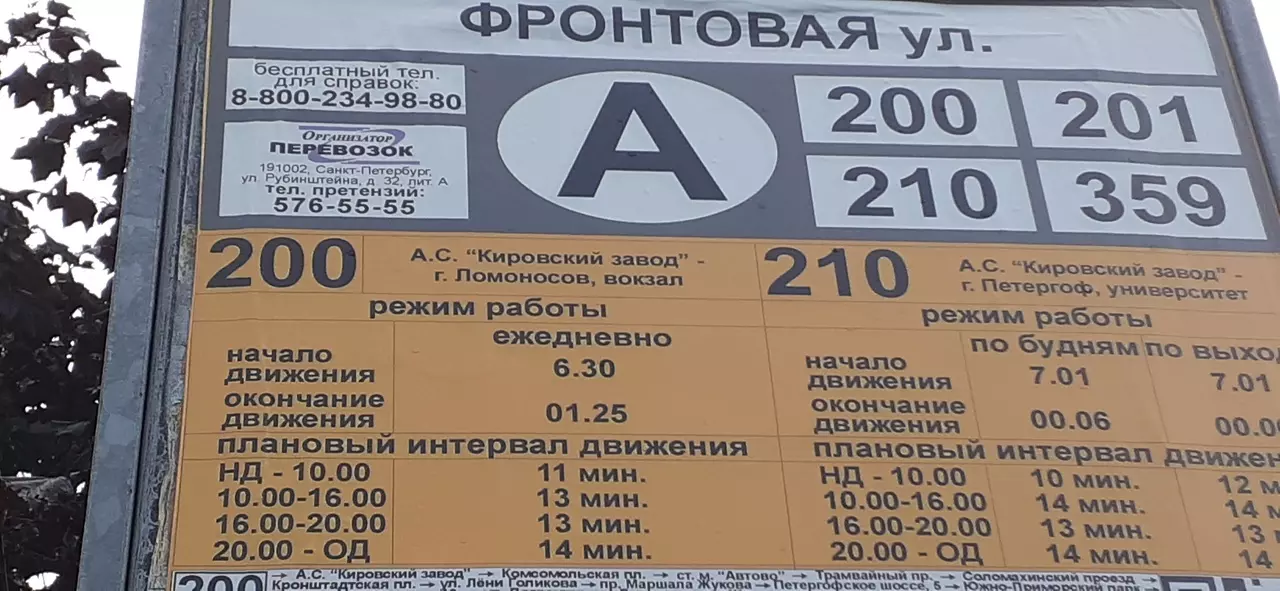 ФРОНТОВАЯ ул.
бесплатный тел.
для справок:
8-800-234-98-80
ОРГАНИЗАТОР
ПЕРЕВОЗОК
191002, Санкт-Петербург,
ул. Рубинштейна, д 32, лит. А
тел. претензий:
576-55-55
А
200 201
210 359
200 А.С. "Кировский завод" -
г. Ломоносов, вокзал
режим работы
ежедневно
начало
движения 6.30
окончание
движения 01.25
плановый интервал движения
НД - 10.00 11 мин.
10.00-16.00 13 мин.
16.00-20.00 13 мин.
20.00 - ОД 14 мин.
210 А.С. "Кировский завод" -
г. Петергоф, университет
режим работы
по будням по выход
начало
движения 7.01 7.01
окончание
движения 00.06 00.0
плановый интервал движен
НД - 10.00 10 мин. 12 м
10.00-16.00 14 мин. 14 м
16.00-20.00 13 мин. 13
20.00 - ОД 14 мин. 14
200 → А.С. "Кировский завод" → Комсомольская пл. → ст. м. "Автово" → Трамвайный пр. → Соломахинский проезд →
Кронштадтская пл. → ул. Лёни Голикова → пр. Маршала Жукова → Петергофское шоссе, 5 → Южно-Приморский парк →